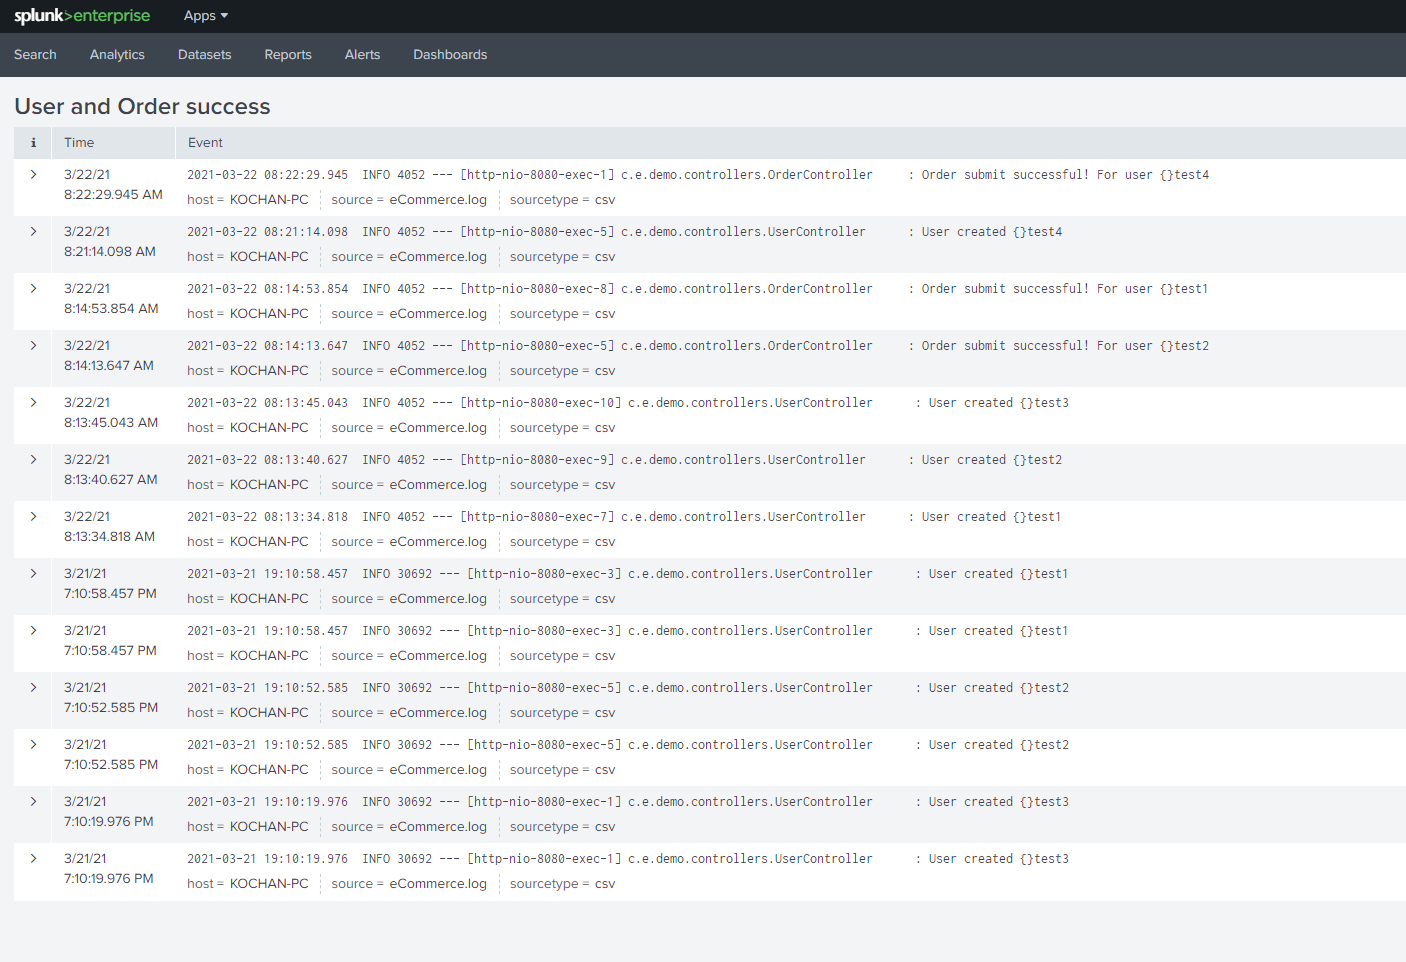 splunk>enterprise Apps
Search Analytics Datasets Reports Alerts Dashboards
User and Order success
i Time Event
3/22/21 2021-03-22 08:22:29.945  INFO 4052 --- [http-nio-8080-exec-1] c.e.demo.controllers.OrderController     : Order submit successful! For user {}test4
8:22:29.945 AM host = KOCHAN-PC source = eCommerce.log sourcetype = csv
3/22/21 2021-03-22 08:21:14.098  INFO 4052 --- [http-nio-8080-exec-5] c.e.demo.controllers.UserController      : User created {}test4
8:21:14.098 AM host = KOCHAN-PC source = eCommerce.log sourcetype = csv
3/22/21 2021-03-22 08:14:53.854  INFO 4052 --- [http-nio-8080-exec-8] c.e.demo.controllers.OrderController     : Order submit successful! For user {}test1
8:14:53.854 AM host = KOCHAN-PC source = eCommerce.log sourcetype = csv
3/22/21 2021-03-22 08:14:13.647  INFO 4052 --- [http-nio-8080-exec-5] c.e.demo.controllers.OrderController     : Order submit successful! For user {}test2
8:14:13.647 AM host = KOCHAN-PC source = eCommerce.log sourcetype = csv
3/22/21 2021-03-22 08:13:45.043  INFO 4052 --- [http-nio-8080-exec-10] c.e.demo.controllers.UserController      : User created {}test3
8:13:45.043 AM host = KOCHAN-PC source = eCommerce.log sourcetype = csv
3/22/21 2021-03-22 08:13:40.627  INFO 4052 --- [http-nio-8080-exec-9] c.e.demo.controllers.UserController      : User created {}test2
8:13:40.627 AM host = KOCHAN-PC source = eCommerce.log sourcetype = csv
3/22/21 2021-03-22 08:13:34.818  INFO 4052 --- [http-nio-8080-exec-7] c.e.demo.controllers.UserController      : User created {}test1
8:13:34.818 AM host = KOCHAN-PC source = eCommerce.log sourcetype = csv
3/21/21 2021-03-21 19:10:58.457  INFO 30692 --- [http-nio-8080-exec-3] c.e.demo.controllers.UserController      : User created {}test1
7:10:58.457 PM host = KOCHAN-PC source = eCommerce.log sourcetype = csv
3/21/21 2021-03-21 19:10:58.457  INFO 30692 --- [http-nio-8080-exec-3] c.e.demo.controllers.UserController      : User created {}test1
7:10:58.457 PM host = KOCHAN-PC source = eCommerce.log sourcetype = csv
3/21/21 2021-03-21 19:10:52.585  INFO 30692 --- [http-nio-8080-exec-5] c.e.demo.controllers.UserController      : User created {}test2
7:10:52.585 PM host = KOCHAN-PC source = eCommerce.log sourcetype = csv
3/21/21 2021-03-21 19:10:52.585  INFO 30692 --- [http-nio-8080-exec-5] c.e.demo.controllers.UserController      : User created {}test2
7:10:52.585 PM host = KOCHAN-PC source = eCommerce.log sourcetype = csv
3/21/21 2021-03-21 19:10:19.976  INFO 30692 --- [http-nio-8080-exec-1] c.e.demo.controllers.UserController      : User created {}test3
7:10:19.976 PM host = KOCHAN-PC source = eCommerce.log sourcetype = csv
3/21/21 2021-03-21 19:10:19.976  INFO 30692 --- [http-nio-8080-exec-1] c.e.demo.controllers.UserController      : User created {}test3
7:10:19.976 PM host = KOCHAN-PC source = eCommerce.log sourcetype = csv